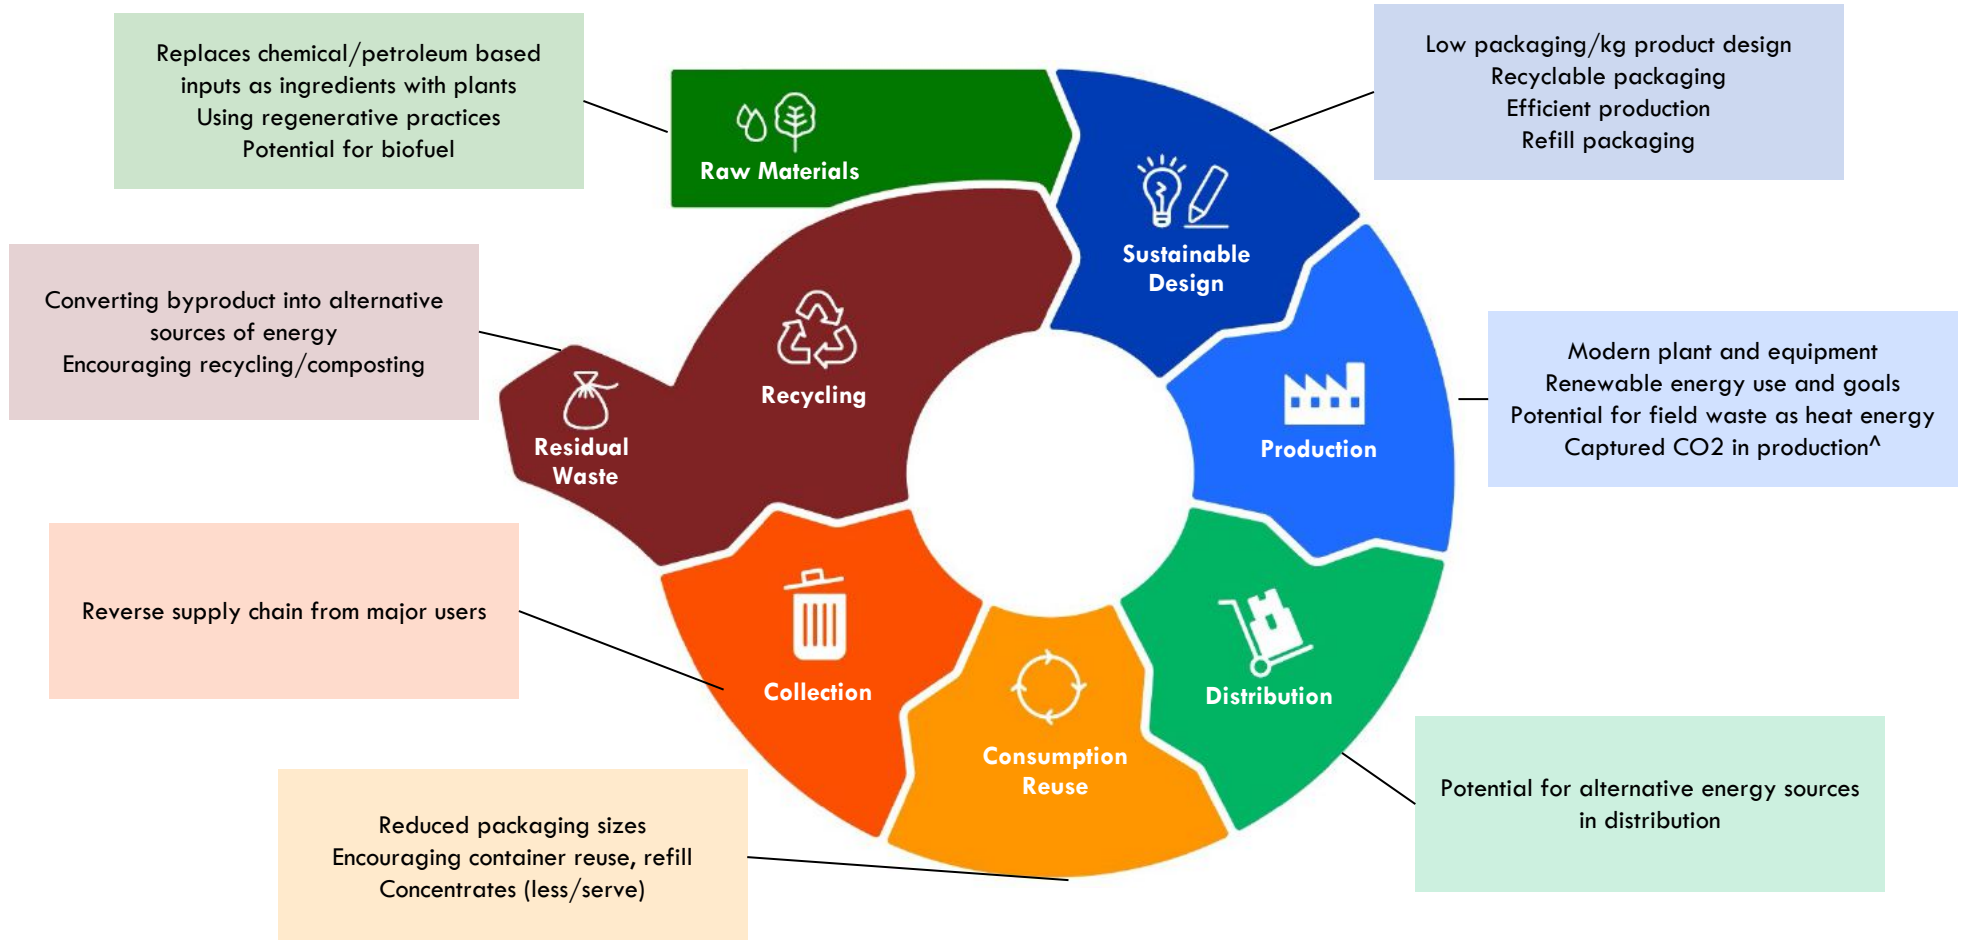 Replaces chemical/petroleum based
inputs as ingredients with plants
Using regenerative practices
Potential for biofuel
Low packaging/kg product design
Recyclable packaging
Efficient production
Refill packaging
Raw Materials
Sustainable
Design
Converting byproduct into alternative
sources of energy
Encouraging recycling/composting
Recycling
Residual
Waste
Production
Modern plant and equipment
Renewable energy use and goals
Potential for field waste as heat energy
Captured CO2 in production^
Reverse supply chain from major users
Collection
Distribution
Consumption
Reuse
Potential for alternative energy sources
in distribution
Reduced packaging sizes
Encouraging container reuse, refill
Concentrates (less/serve)